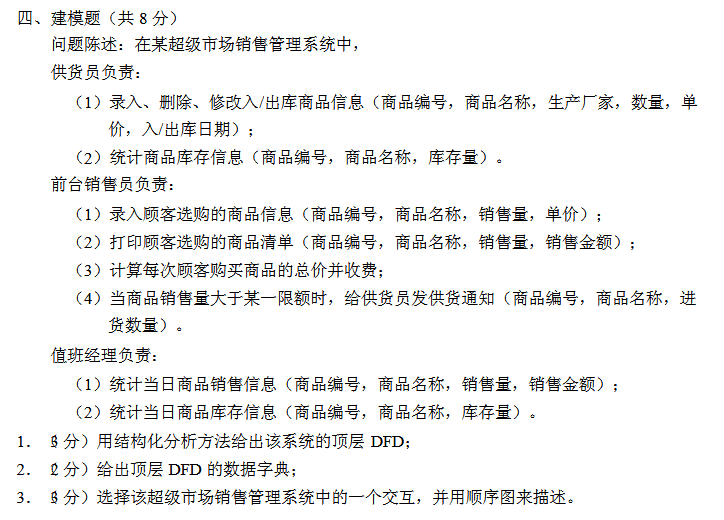 四、建模题（共 8 分）
问题陈述：在某超级市场销售管理系统中，
供货员负责：
（1）录入、删除、修改入/出库商品信息（商品编号，商品名称，生产厂家，数量，单
价，入/出库日期）；
（2）统计商品库存信息（商品编号，商品名称，库存量）。
前台销售员负责：
（1）录入顾客选购的商品信息（商品编号，商品名称，销售量，单价）；
（2）打印顾客选购的商品清单（商品编号，商品名称，销售量，销售金额）；
（3）计算每次顾客购买商品的总价并收费；
（4）当商品销售量大于某一限额时，给供货员发供货通知（商品编号，商品名称，进
货数量）。
值班经理负责：
（1）统计当日商品销售信息（商品编号，商品名称，销售量，销售金额）；
（2）统计当日商品库存信息（商品编号，商品名称，库存量）。
1. 3 分）用结构化分析方法给出该系统的顶层 DFD；
2. 2 分）给出顶层 DFD 的数据字典；
3. 3 分）选择该超级市场销售管理系统中的一个交互，并用顺序图来描述。